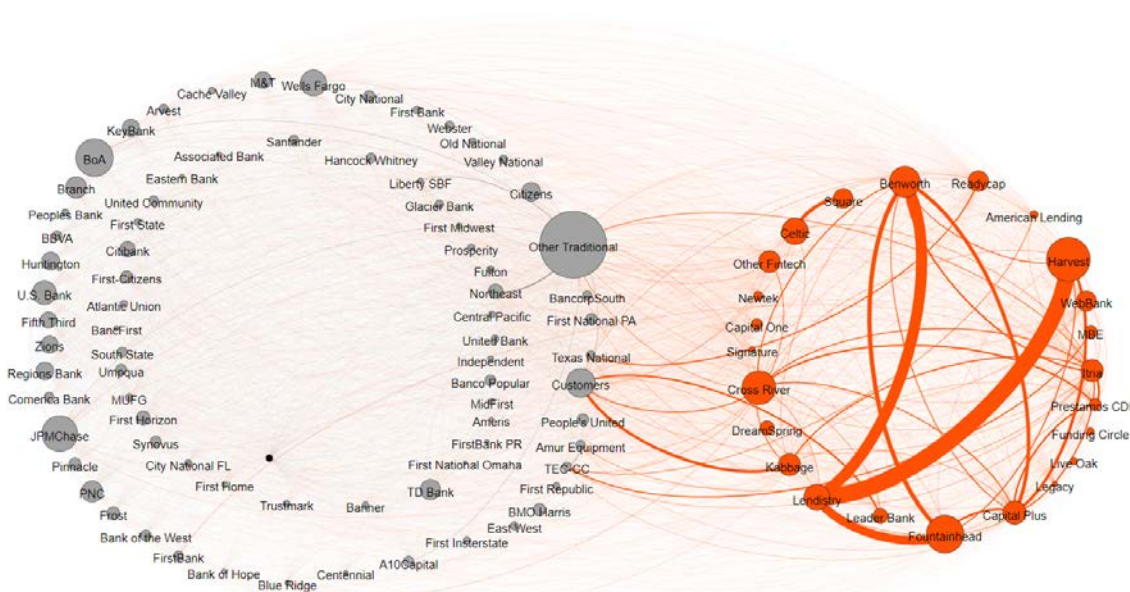 M&T
Wells Fargo
Cache Valley
City National
Arvest
First Bank
KeyBank
Webster
Old National
Santander
BoA
Associated Bank
Hancock Whitney
Valley National
Eastern Bank
Liberty SBF
Branch
Citizens
United Community
Glacier Bank
Peoples Bank
First State
First Midwest
BBVA
Citibank
Prosperity
Other Traditional
Huntington
Fulton
First-Citizens
U.S. Bank
Northeast
BancorpSouth
Atlantic Union
Central Pacific
Fifth Third
BancFirst
First National PA
Zions
South State
United Bank
Independent
Texas National
Regions Bank
Umpqua
Banco Popular
Customers
Comerica Bank
MUFG
MidFirst
First Horizon
Ameris
People's United
JPMChase
Synovus
FirstBank PR
Amur Equipment
Pinnacle
City National FL
First National Omaha
TEC-CC
PNC
First Home
TD Bank
First Republic
Trustmark
Banner
BMO Harris
Frost
East West
Bank of the West
First Insterstate
FirstBank
A10Capital
Bank of Hope
Centennial
Blue Ridge
Benworth
Readycap
Square
American Lending
Celtic
Other Fintech
Harvest
Newtek
WebBank
Capital One
MBE
Signature
Itria
Cross River
Prestamos CDI
DreamSpring
Funding Circle
Kabbage
Live Oak
Lendistry
Legacy
Leader Bank
Capital Plus
Fountainhead